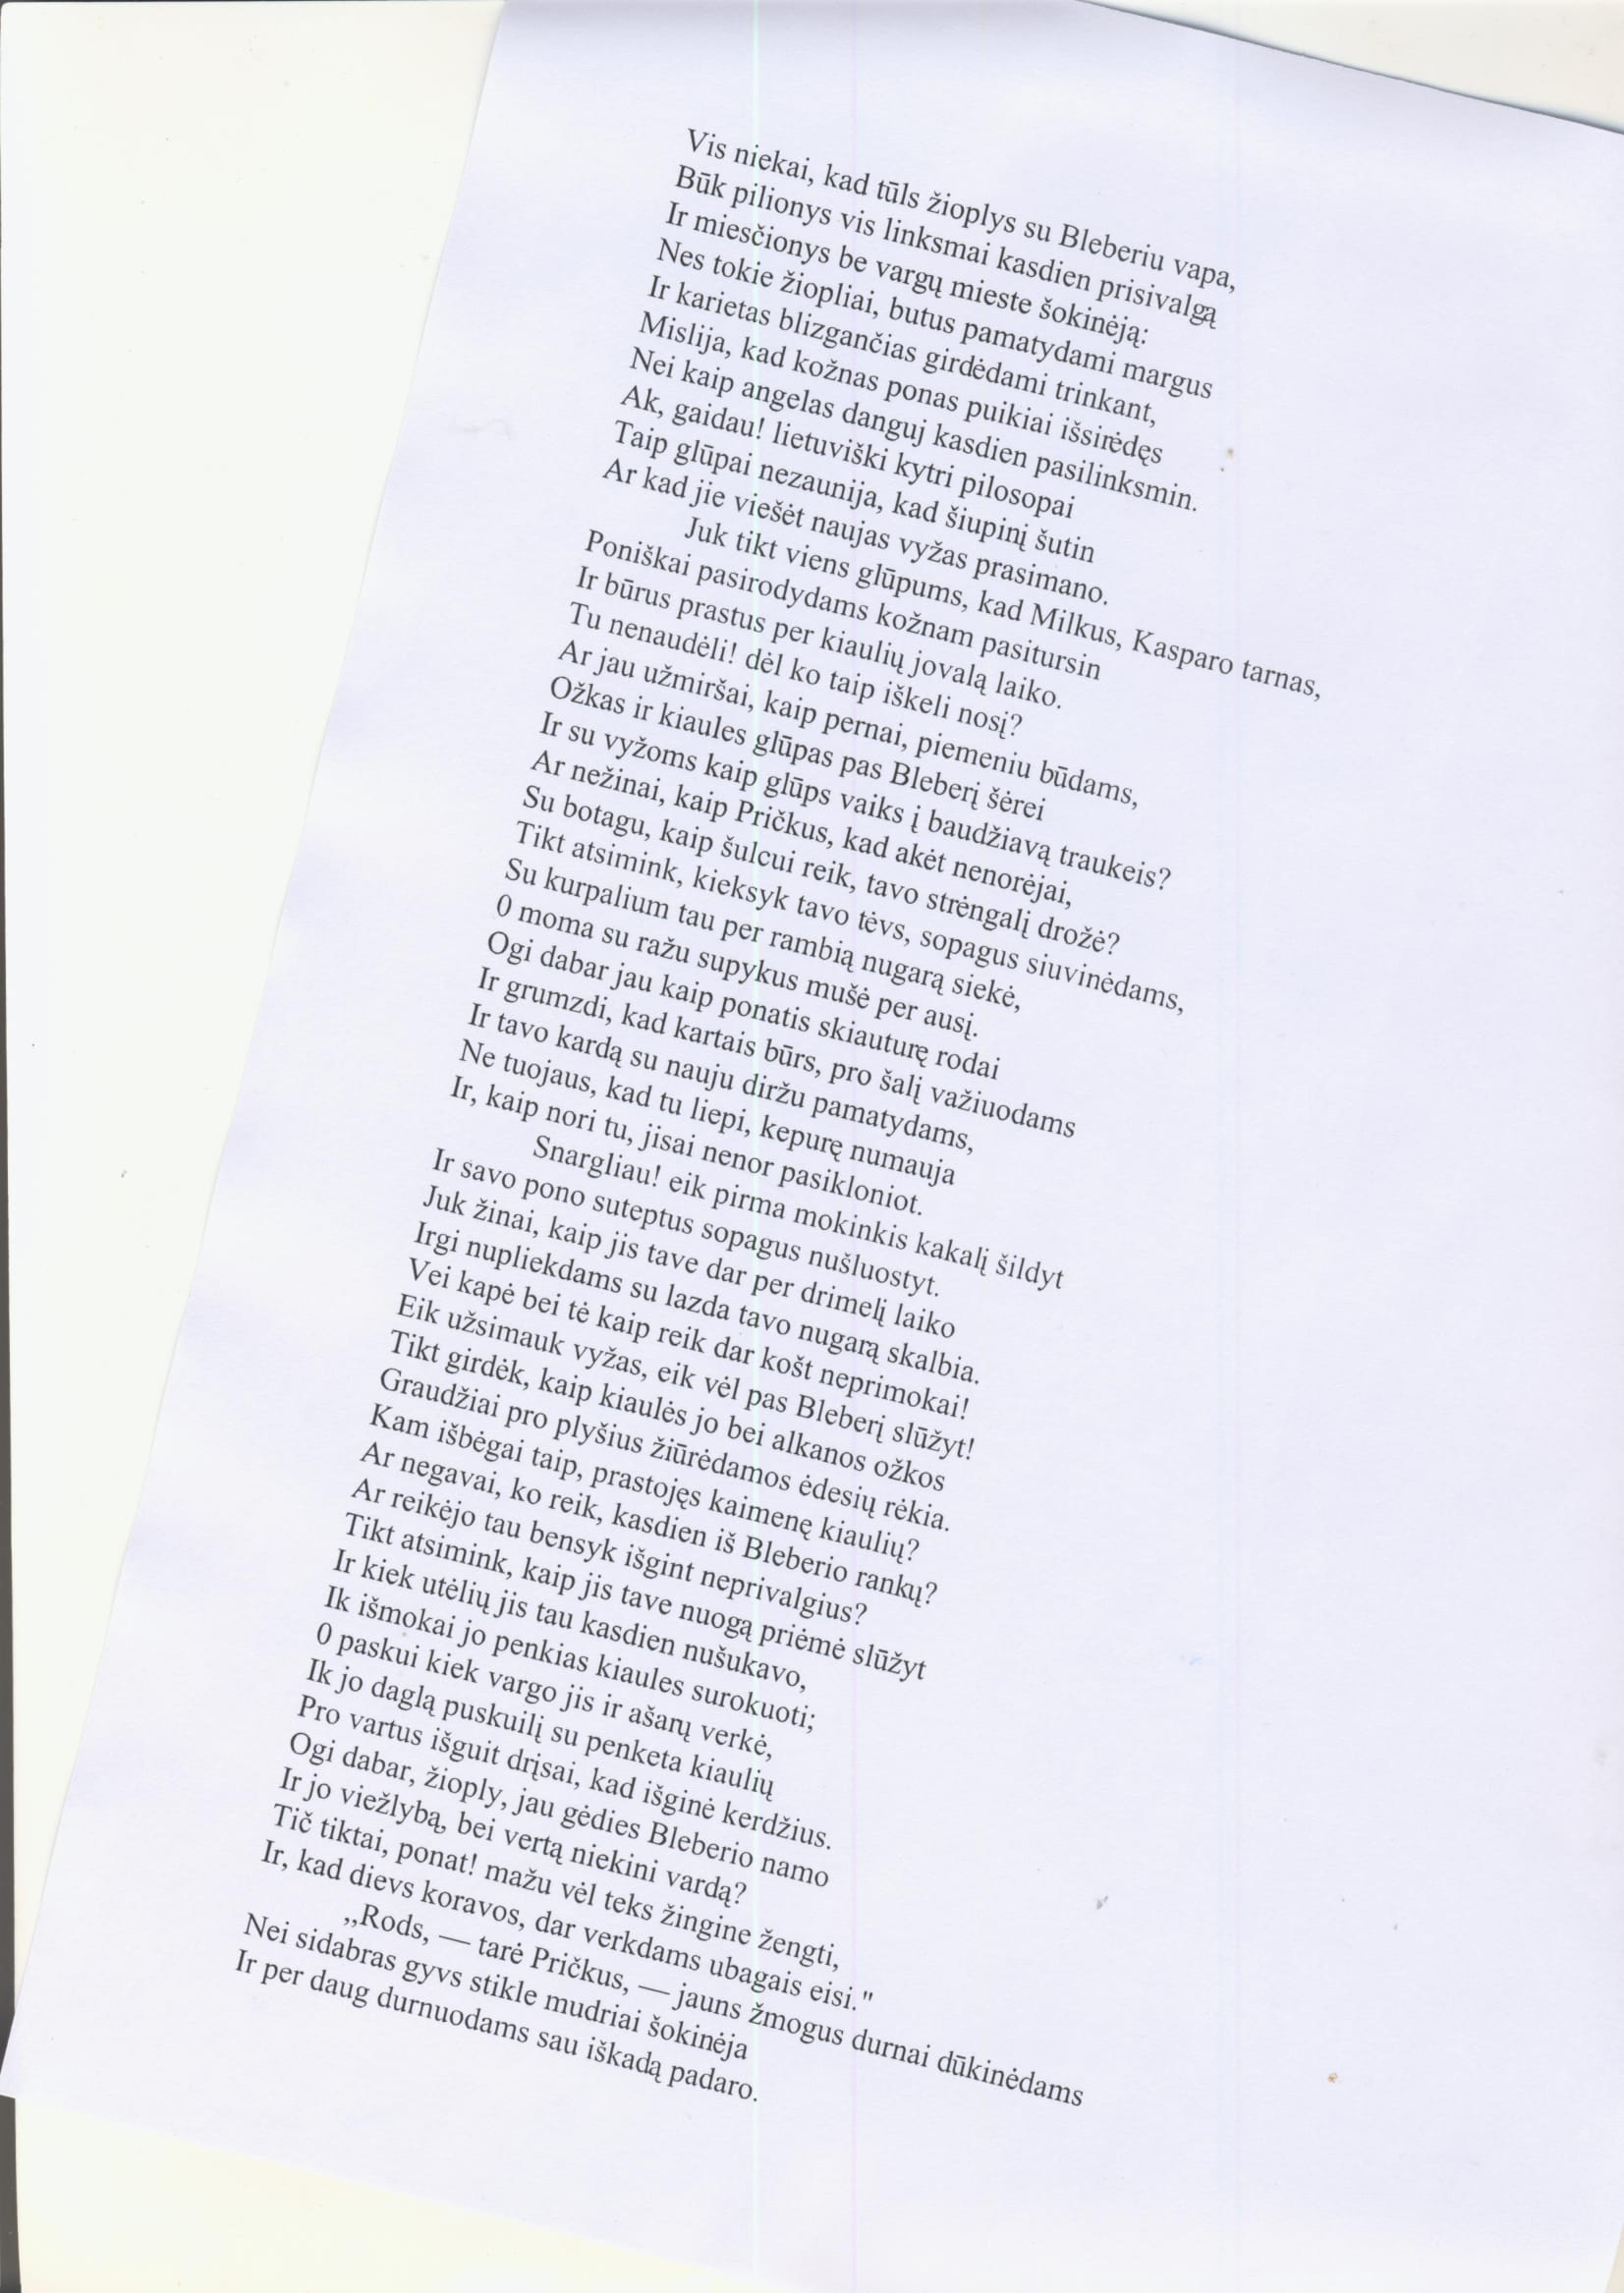 Vis niekai, kad tūls žioplys su Bleberiu vapa,
Būk pilionys vis linksmai kasdien prisivalgą
Ir miesčionys be vargų mieste šokinėją:
Nes tokie žiopliai, butus pamatydami margus
Ir karietas blizgančias girdėdami trinkant,
Mislija, kad kožnas ponas puikiai išsirėdęs
Nei kaip angelas danguj kasdien pasilinksmin.
Ak, gaidau! lietuviški kytri pilosopai
Taip glūpai nezaunija, kad šiupinį šutin
Ar kad jie viešėt naujas vyžas prasimano.
Juk tikt viens glūpums, kad Milkus, Kasparo tarnas,
Poniškai pasirodydams kožnam pasitursin
Ir būrus prastus per kiaulių jovalą laiko.
Tu nenaudėli! dėl ko taip iškeli nosį?
Ar jau užmiršai, kaip pernai, piemeniu būdams,
Ožkas ir kiaules glūpas pas Bleberį šėrei
Ir su vyžoms kaip glūps vaiks į baudžiavą traukeis?
Ar nežinai, kaip Pričkus, kad akėt nenorėjai,
Su botagu, kaip šulcui reik, tavo strėngalį drožė?
Tikt atsimink, kieksyk tavo tėvs, sopagus siuvinėdams,
Su kurpalium tau per rambią nugarą siekė,
0 moma su ražu supykus mušė per ausį.
Ogi dabar jau kaip ponatis skiauturę rodai
Ir grumzdi, kad kartais būrs, pro šalį važiuodams
Ir tavo kardą su nauju diržu pamatydams,
Ne tuojaus, kad tu liepi, kepurę numauja
Ir, kaip nori tu, jisai nenor pasikloniot.
Snargliau! eik pirma mokinkis kakalį šildyt
Ir savo pono suteptus sopagus nušluostyt.
Juk žinai, kaip jis tave dar per drimelį laiko
Irgi nupliekdams su lazda tavo nugarą skalbia.
Vei kapė bei tė kaip reik dar košt neprimokai!
Eik užsimauk vyžas, eik vėl pas Bleberį slūžyt!
Tikt girdėk, kaip kiaulės jo bei alkanos ožkos
Graudžiai pro plyšius žiūrėdamos ėdesių rėkia.
Kam išbėgai taip, prastojęs kaimenę kiaulių?
Ar negavai, ko reik, kasdien iš Bleberio rankų?
Ar reikėjo tau bensyk išgint neprivalgius?
Tikt atsimink, kaip jis tave nuogą priėmė slūžyt
Ir kiek utėlių jis tau kasdien nušukavo,
Ik išmokai jo penkias kiaules surokuoti;
0 paskui kiek vargo jis ir ašarų verkė,
Ik jo daglą puskuilį su penketa kiaulių
Pro vartus išguit drįsai, kad išginė kerdžius.
Ogi dabar, žioply, jau gėdies Bleberio namo
Ir jo viežlybą, bei vertą niekini vardą?
Tič tiktai, ponat! mažu vėl teks žingine žengti,
Ir, kad dievs koravos, dar verkdams ubagais eisi."
,,Rods, — tarė Pričkus, — jauns žmogus durnai dūkinėdams
Nei sidabras gyvs stikle mudriai šokinėja
Ir per daug durnuodams sau iškadą padaro.